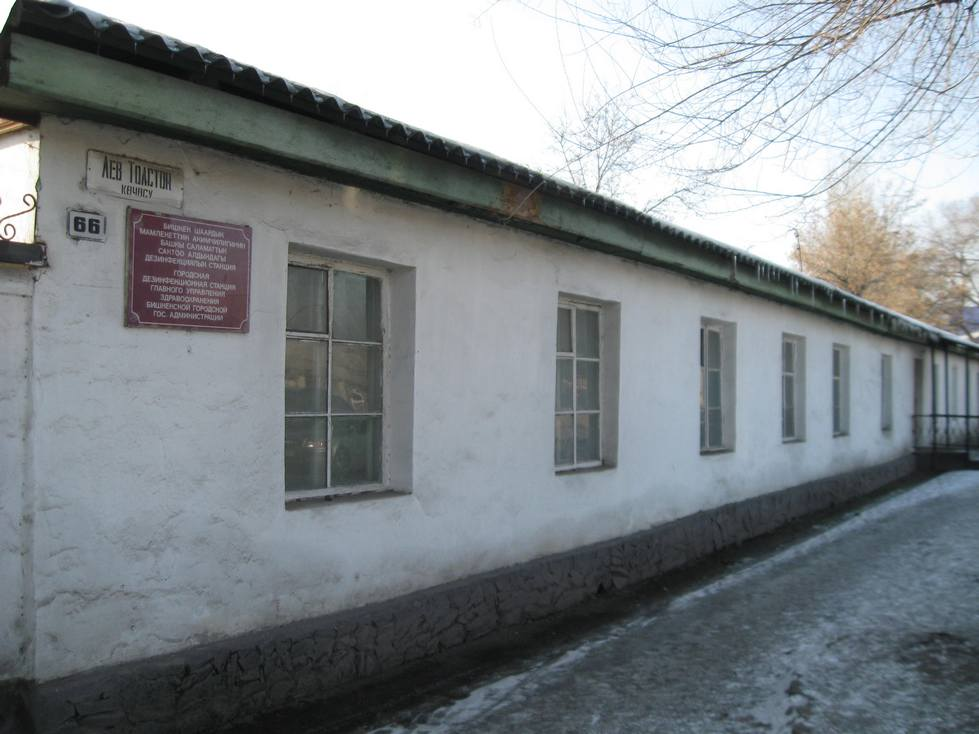 ЛЕВ ТОЛСТОЙ
КӨЧӨСҮ
66
БИШКЕК ШААРДЫК
МАМЛЕКЕТТИК АКИМЧИЛИГИНИН
БАШКЫ САЛАМАТТЫК
САКТОО АЛДЫНДАГЫ
ДЕЗИНФЕКЦИЯЛЫК СТАНЦИЯ
ГОРОДСКАЯ
ДЕЗИНФЕКЦИОННАЯ СТАНЦИЯ
ГЛАВНОГО УПРАВЛЕНИЯ
ЗДРАВООХРАНЕНИЯ
БИШКЕКСКОЙ ГОРОДСКОЙ
ГОС. АДМИНИСТРАЦИИ